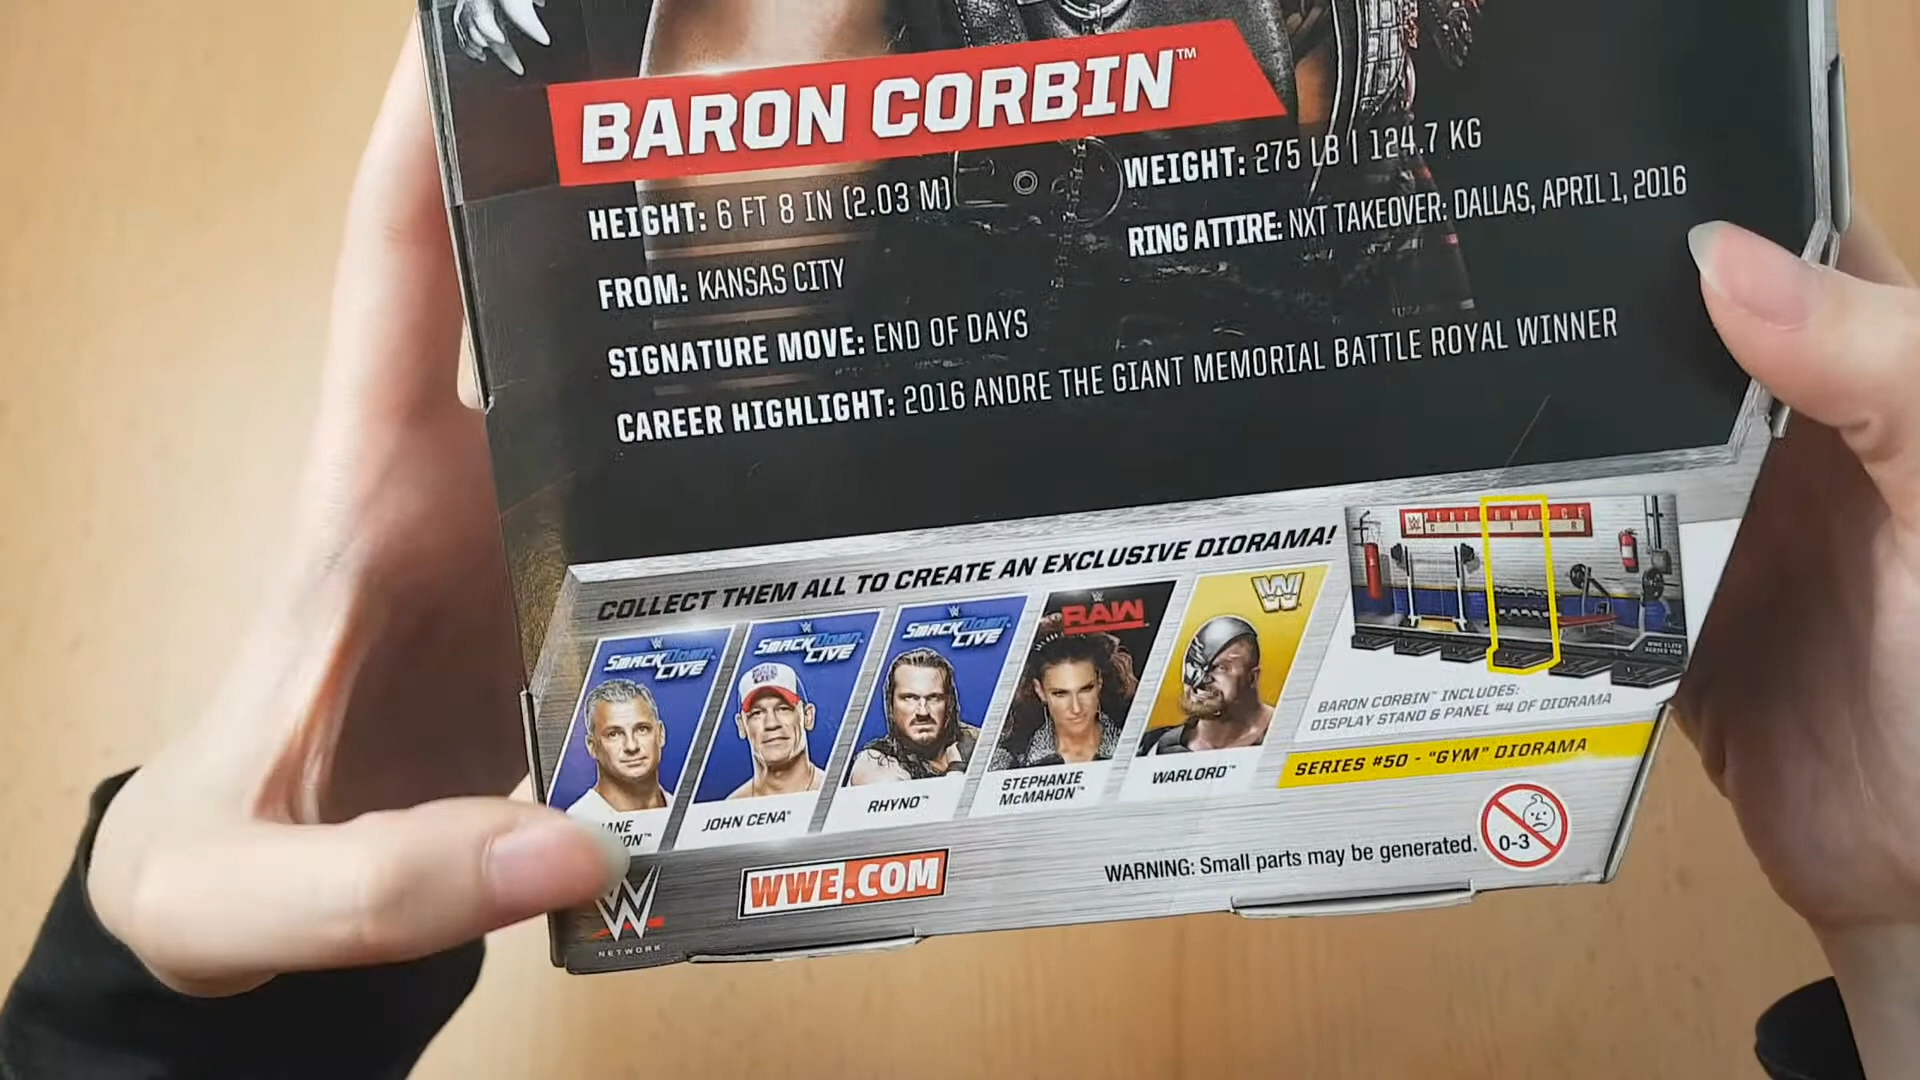 BARON CORBIN™
HEIGHT: 6 FT 8 IN (2.03 M)
WEIGHT: 275 LB | 124.7 KG
FROM: KANSAS CITY
RING ATTIRE: NXT TAKEOVER: DALLAS, APRIL 1, 2016
SIGNATURE MOVE: END OF DAYS
CAREER HIGHLIGHT: 2016 ANDRE THE GIANT MEMORIAL BATTLE ROYAL WINNER
COLLECT THEM ALL TO CREATE AN EXCLUSIVE DIORAMA!
SMACKDOWN LIVE
SMACKDOWN LIVE
SMACKDOWN LIVE
RAW
JOHN CENA®
RHYNO™
STEPHANIE
McMAHON™
WARLORD™
BARON CORBIN™ INCLUDES:
DISPLAY STAND & PANEL #4 OF DIORAMA
SERIES #50 - "GYM" DIORAMA
WWE.COM
WARNING: Small parts may be generated.
0-3
W
NETWORK